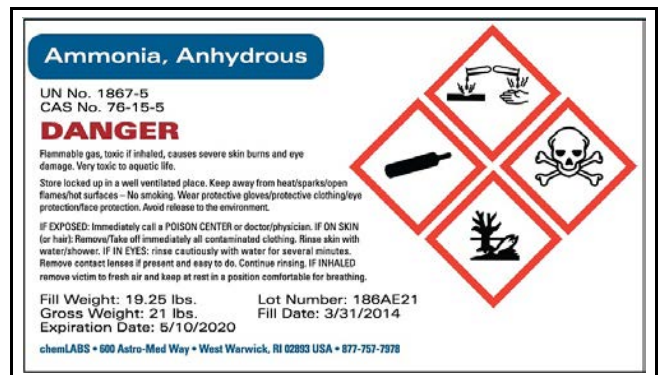 Ammonia, Anhydrous
UN No. 1867-5
CAS No. 76-15-5
DANGER
Flammable gas, toxic if inhaled, causes severe skin burns and eye
damage. Very toxic to aquatic life.
Store locked up in a well ventilated place. Keep away from heat/sparks/open
flames/hot surfaces – No smoking. Wear protective gloves/protective clothing/eye
protection/face protection. Avoid release to the environment.
IF EXPOSED: Immediately call a POISON CENTER or doctor/physician. IF ON SKIN
(or hair): Remove/Take off immediately all contaminated clothing. Rinse skin with
water/shower. IF IN EYES: rinse cautiously with water for several minutes.
Remove contact lenses if present and easy to do. Continue rinsing. IF INHALED
remove victim to fresh air and keep at rest in a position comfortable for breathing.
Fill Weight: 19.25 lbs. Lot Number: 186AE21
Gross Weight: 21 lbs. Fill Date: 3/31/2014
Expiration Date: 5/10/2020
chemLABS • 600 Astro-Med Way • West Warwick, RI 02893 USA • 877-757-7978